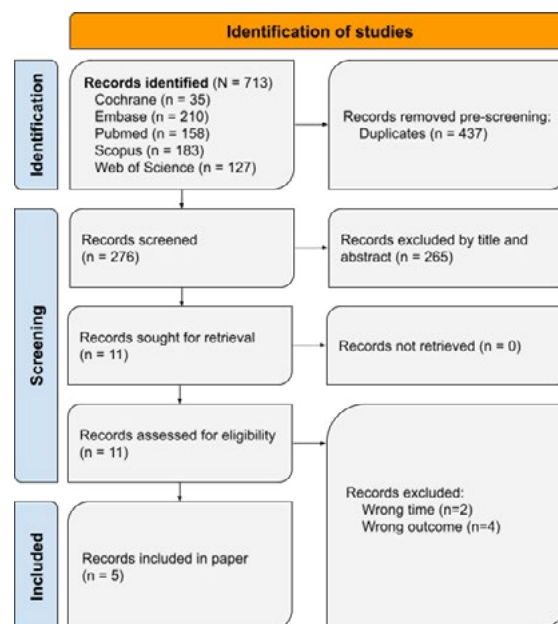 Identification of studies
Identification
Records identified (N = 713)
Cochrane (n = 35)
Embase (n = 210)
Pubmed (n = 158)
Scopus (n = 183)
Web of Science (n = 127)
Records removed pre-screening:
Duplicates (n = 437)
Screening
Records screened
(n = 276)
Records excluded by title and
abstract (n = 265)
Records sought for retrieval
(n = 11)
Records not retrieved (n = 0)
Records assessed for eligibility
(n = 11)
Records excluded:
Wrong time (n=2)
Wrong outcome (n=4)
Included
Records included in paper
(n = 5)